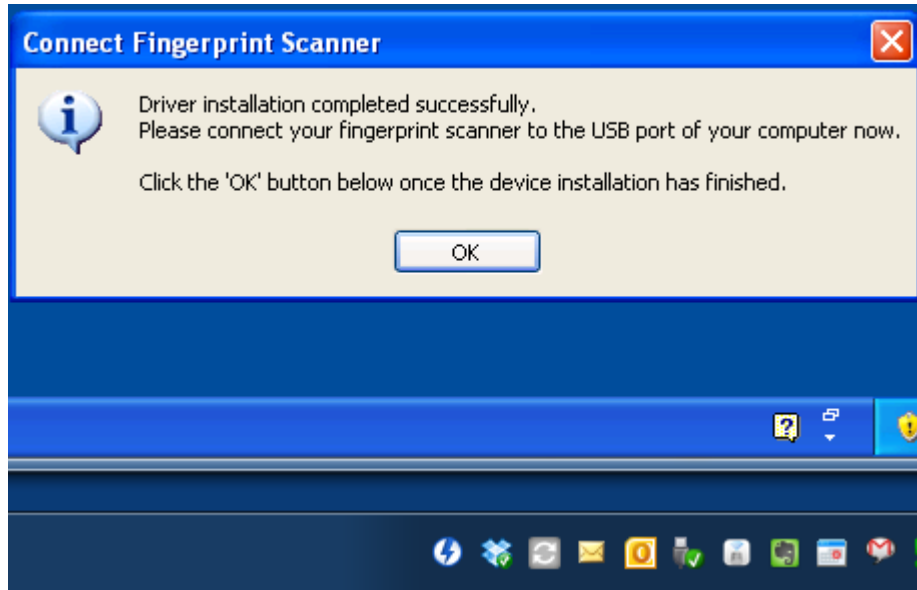 Connect Fingerprint Scanner
Driver installation completed successfully.
Please connect your fingerprint scanner to the USB port of your computer now.
Click the 'OK' button below once the device installation has finished.
OK